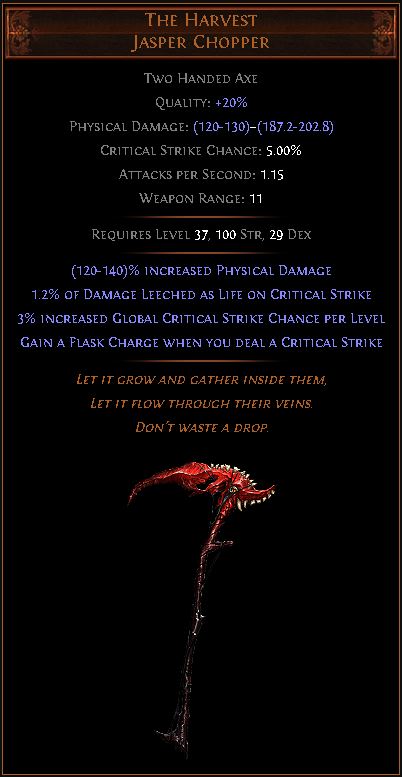 The Harvest
Jasper Chopper
Two Handed Axe
Quality: +20%
Physical Damage: (120-130)–(187.2-202.8)
Critical Strike Chance: 5.00%
Attacks per Second: 1.15
Weapon Range: 11
Requires Level 37, 100 Str, 29 Dex
(120-140)% increased Physical Damage
1.2% of Damage Leeched as Life on Critical Strike
3% increased Global Critical Strike Chance per Level
Gain a Flask Charge when you deal a Critical Strike
Let it grow and gather inside them,
Let it flow through their veins.
Don't waste a drop.